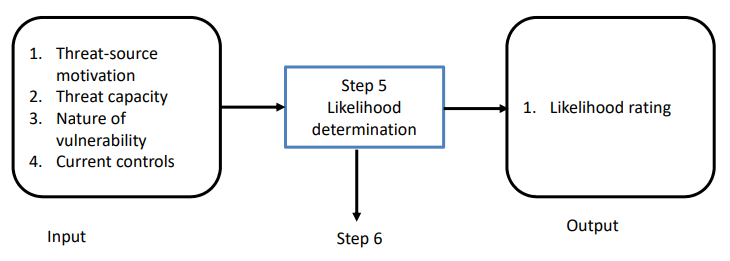 1. Threat-source
motivation
2. Threat capacity
3. Nature of
vulnerability
4. Current controls
Input
Step 5
Likelihood
determination
Step 6
1. Likelihood rating
Output